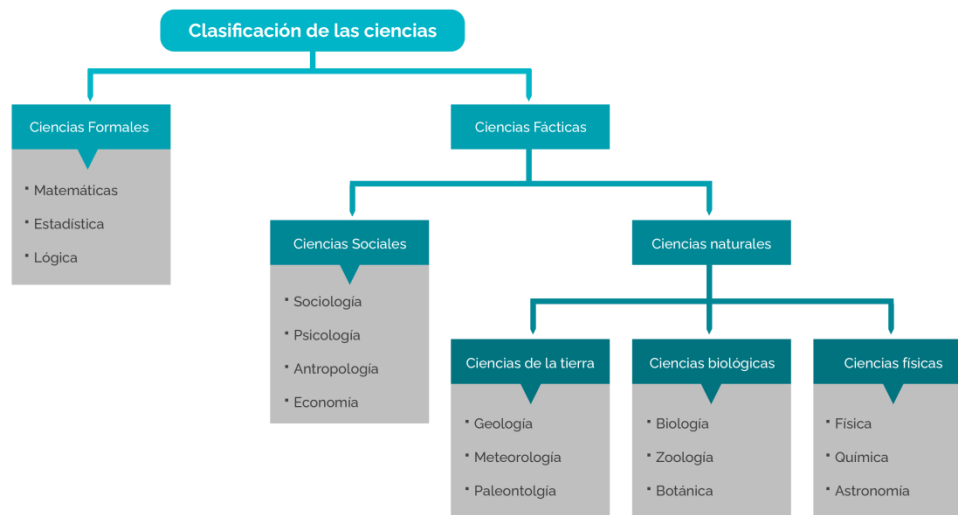 Clasificación de las ciencias
Ciencias Formales
▪ Matemáticas
▪ Estadística
▪ Lógica
Ciencias Fácticas
Ciencias Sociales
▪ Sociología
▪ Psicología
▪ Antropología
▪ Economía
Ciencias naturales
Ciencias de la tierra
▪ Geología
▪ Meteorología
▪ Paleontolgía
Ciencias biológicas
▪ Biología
▪ Zoología
▪ Botánica
Ciencias físicas
▪ Física
▪ Química
▪ Astronomía